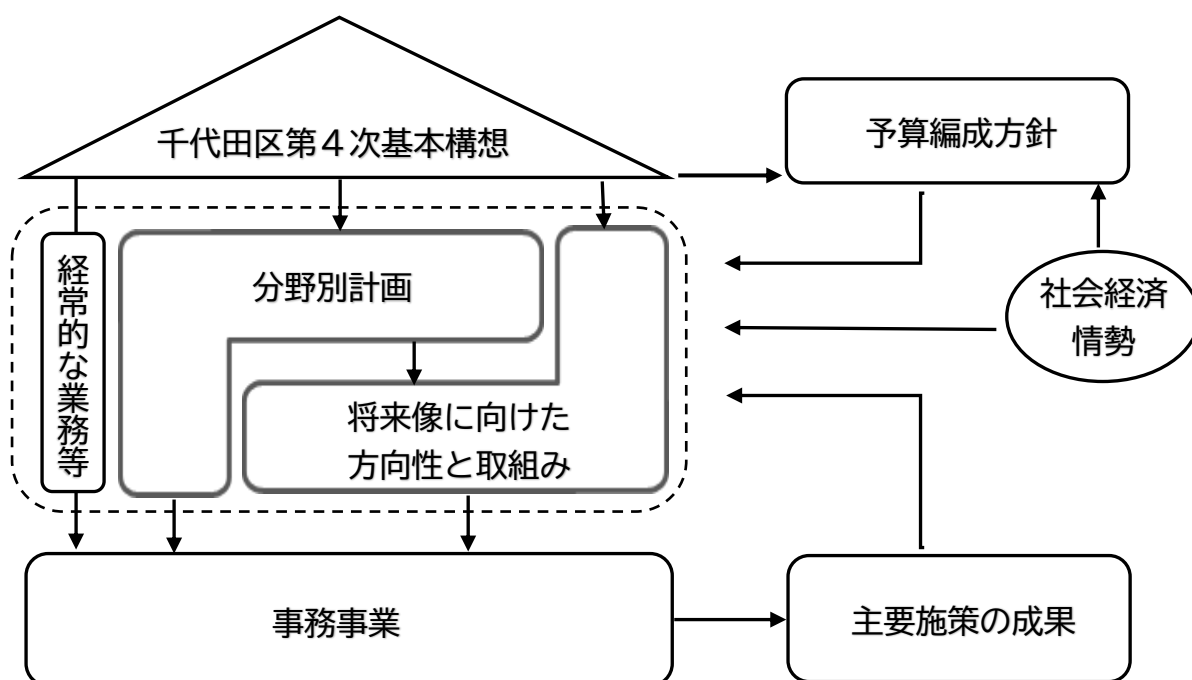 千代田区第４次基本構想
予算編成方針
経常的な業務等
分野別計画
社会経済
情勢
将来像に向けた
方向性と取組み
事務事業
主要施策の成果